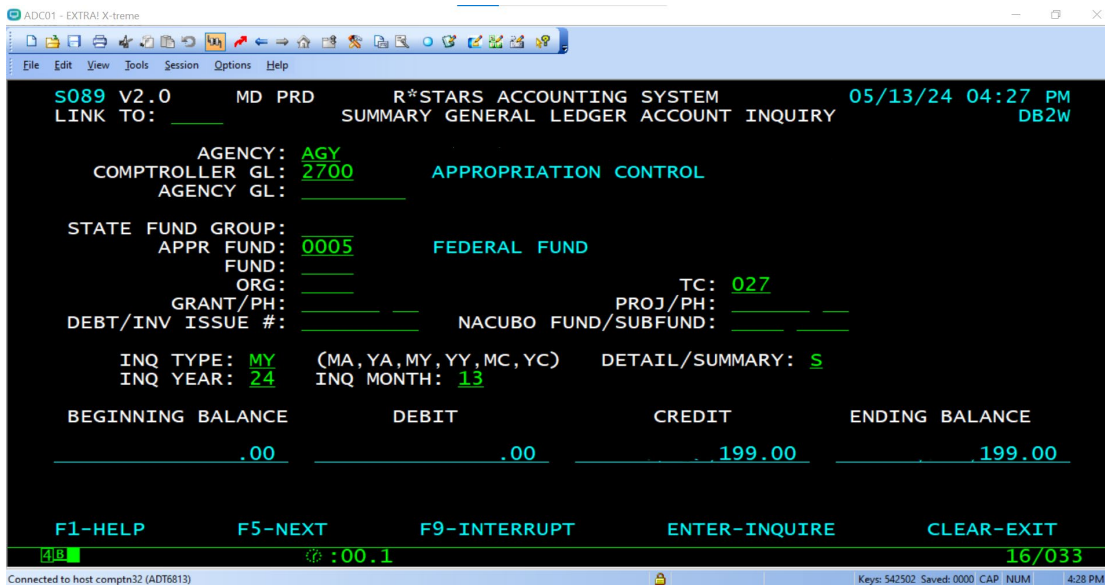 ADC01 - EXTRA! X-treme
File Edit View Tools Session Options Help
S089 V2.0 MD PRD R*STARS ACCOUNTING SYSTEM 05/13/24 04:27 PM
LINK TO: SUMMARY GENERAL LEDGER ACCOUNT INQUIRY DB2W
AGENCY: AGY
COMPTROLLER GL: 2700 APPROPRIATION CONTROL
AGENCY GL:
STATE FUND GROUP:
APPR FUND: 0005 FEDERAL FUND
FUND:
ORG: TC: 027
GRANT/PH: PROJ/PH:
DEBT/INV ISSUE #: NACUBO FUND/SUBFUND:
INQ TYPE: MY (MA,YA,MY,YY,MC,YC) DETAIL/SUMMARY: S
INQ YEAR: 24 INQ MONTH: 13
BEGINNING BALANCE DEBIT CREDIT ENDING BALANCE
.00 .00 ,199.00 ,199.00
F1-HELP F5-NEXT F9-INTERRUPT ENTER-INQUIRE CLEAR-EXIT
4B :00.1 16/033
Connected to host comptn32 (ADT6813) Keys: 542502 Saved: 0000 CAP NUM 4:28 PM